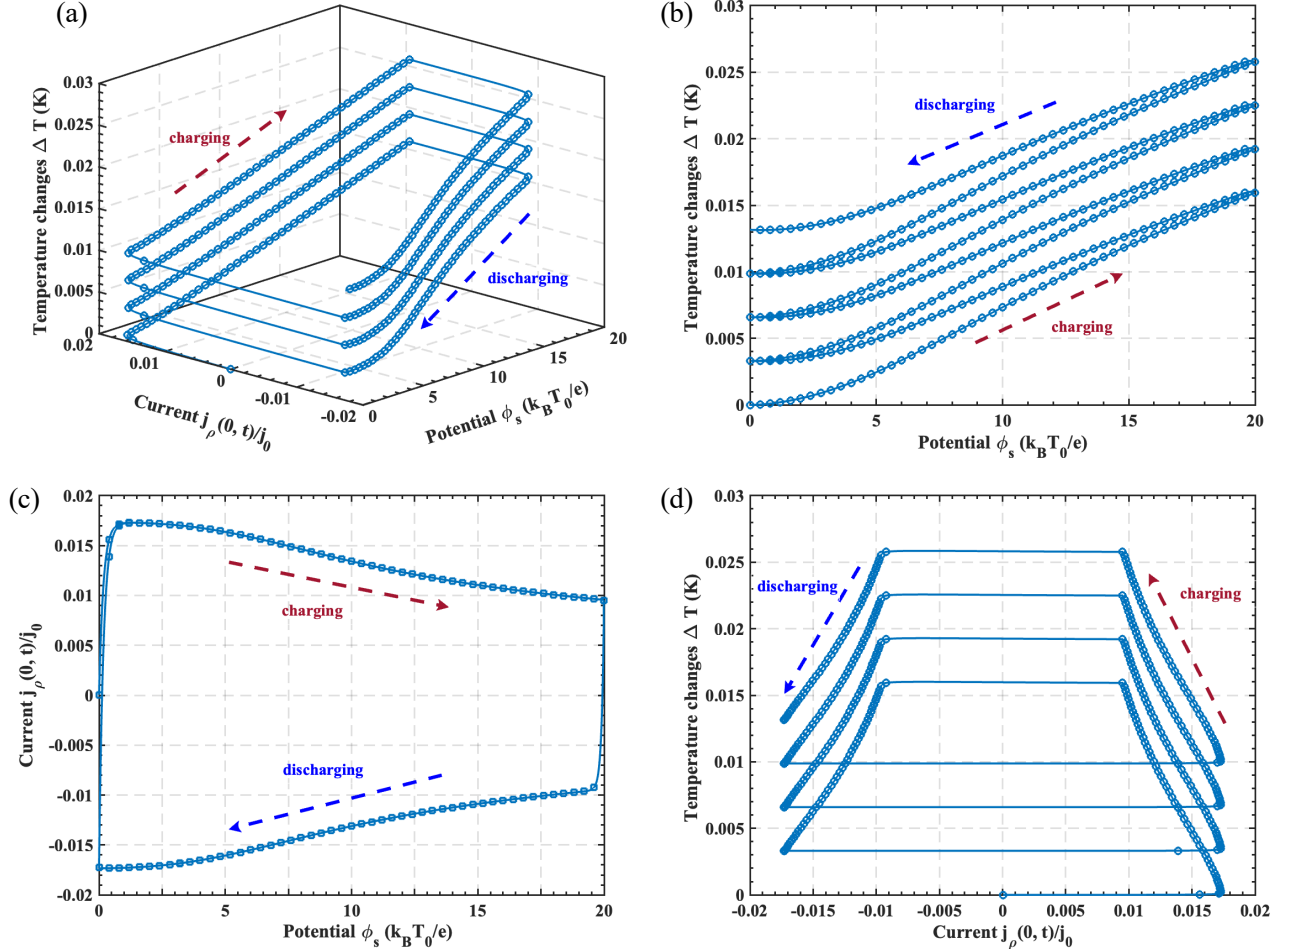 (a)
Temperature changes Δ T (K)
0.03
0.025
0.02
0.015
0.01
0.005
0
0.02
0.01
0
-0.01
-0.02
Current j_ρ(0, t)/j_0
0
5
10
15
20
Potential ϕ_s (k_BT_0/e)
charging
discharging
(b)
Temperature changes Δ T (K)
0.03
0.025
0.02
0.015
0.01
0.005
0
0
5
10
15
20
Potential ϕ_s (k_BT_0/e)
discharging
charging
(c)
Current j_ρ(0, t)/j_0
0.02
0.015
0.01
0.005
0
-0.005
-0.01
-0.015
-0.02
0
5
10
15
20
Potential ϕ_s (k_BT_0/e)
charging
discharging
(d)
Temperature changes Δ T (K)
0.03
0.025
0.02
0.015
0.01
0.005
0
-0.02
-0.015
-0.01
-0.005
0
0.005
0.01
0.015
0.02
Current j_ρ(0, t)/j_0
discharging
charging